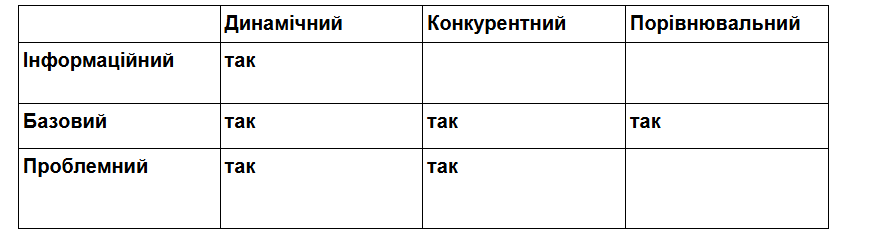 Динамічний Конкурентний Порівнювальний
Інформаційний так
Базовий так так так
Проблемний так так